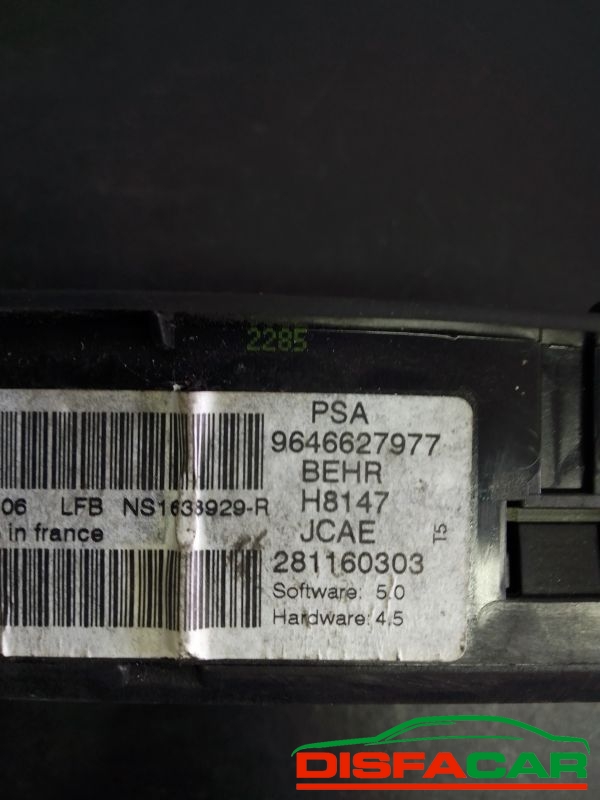 2285
PSA
9646627977
BEHR
06 LFB NS1633929-R
H8147
in france
JCAE
T5
281160303
Software: 5.0
Hardware: 4.5
DISFACAR